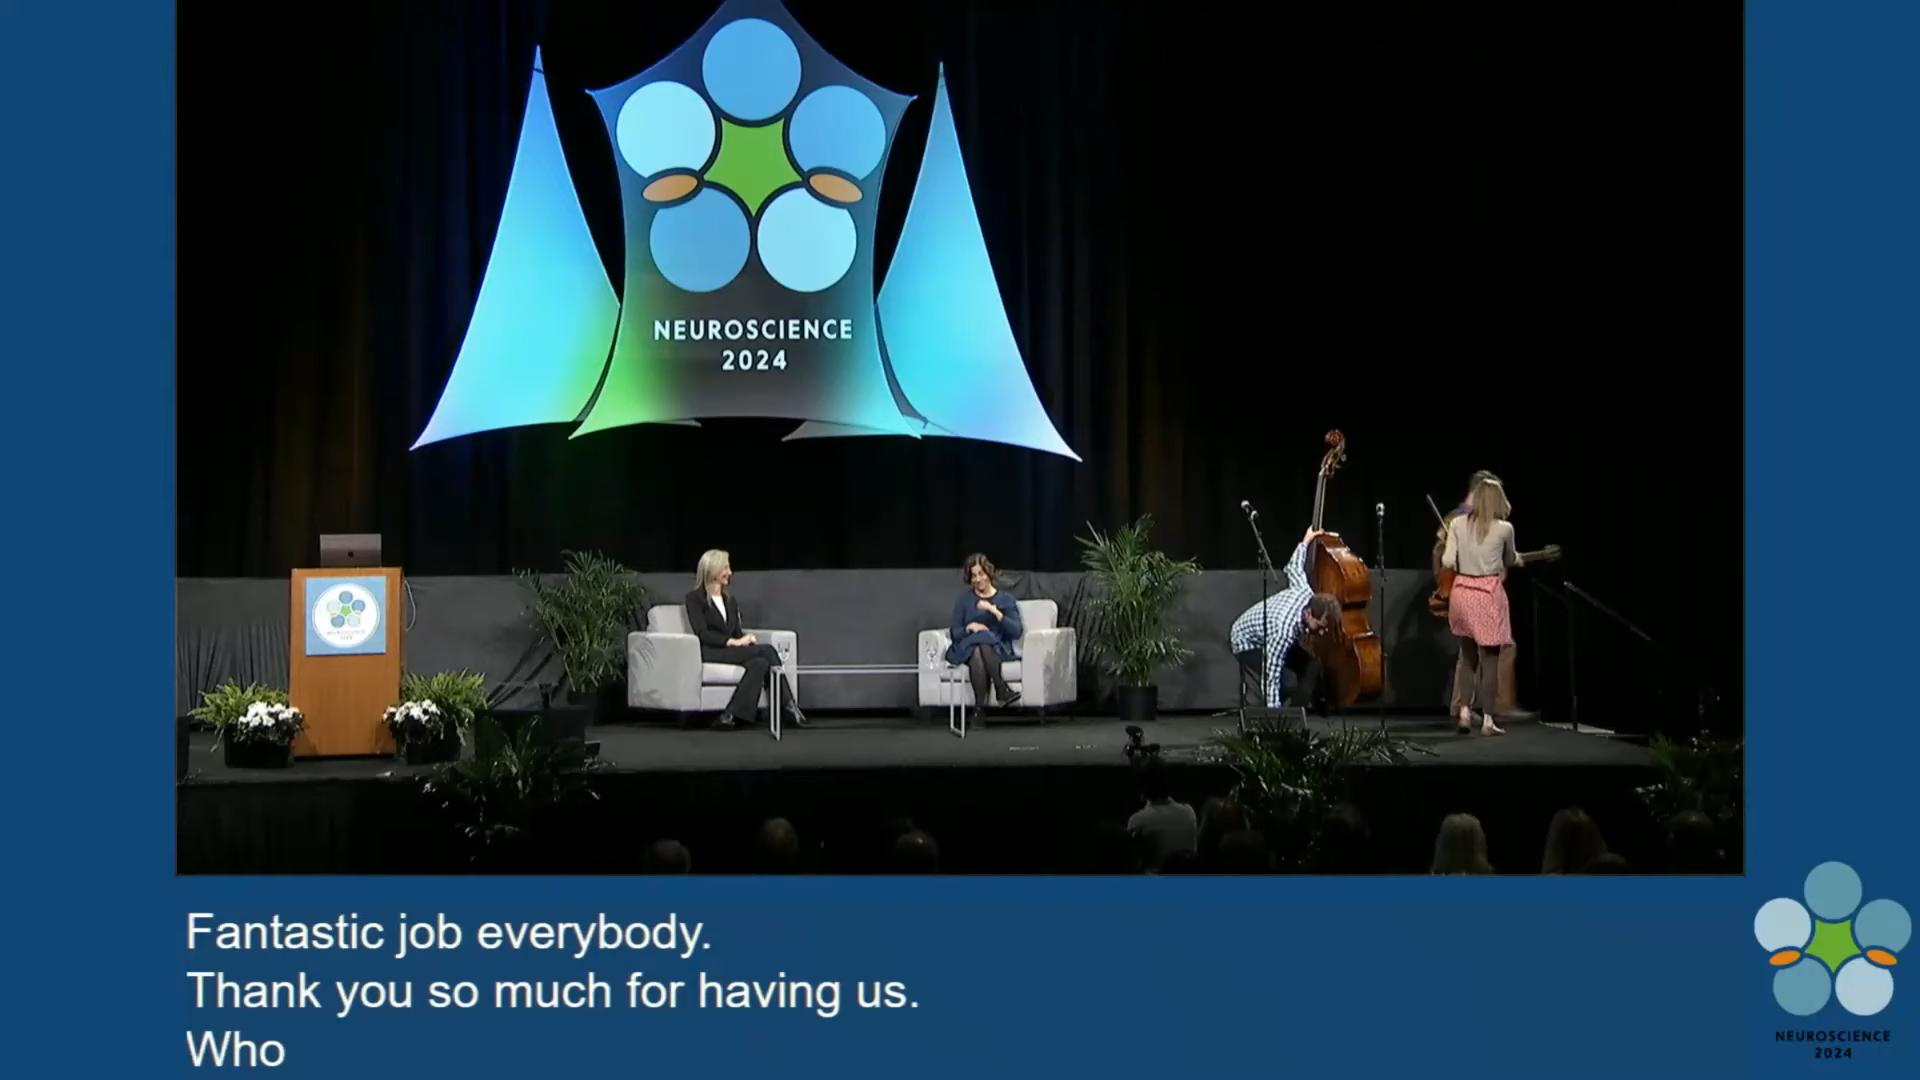 NEUROSCIENCE
2024
Fantastic job everybody.
Thank you so much for having us.
Who
NEUROSCIENCE
2024